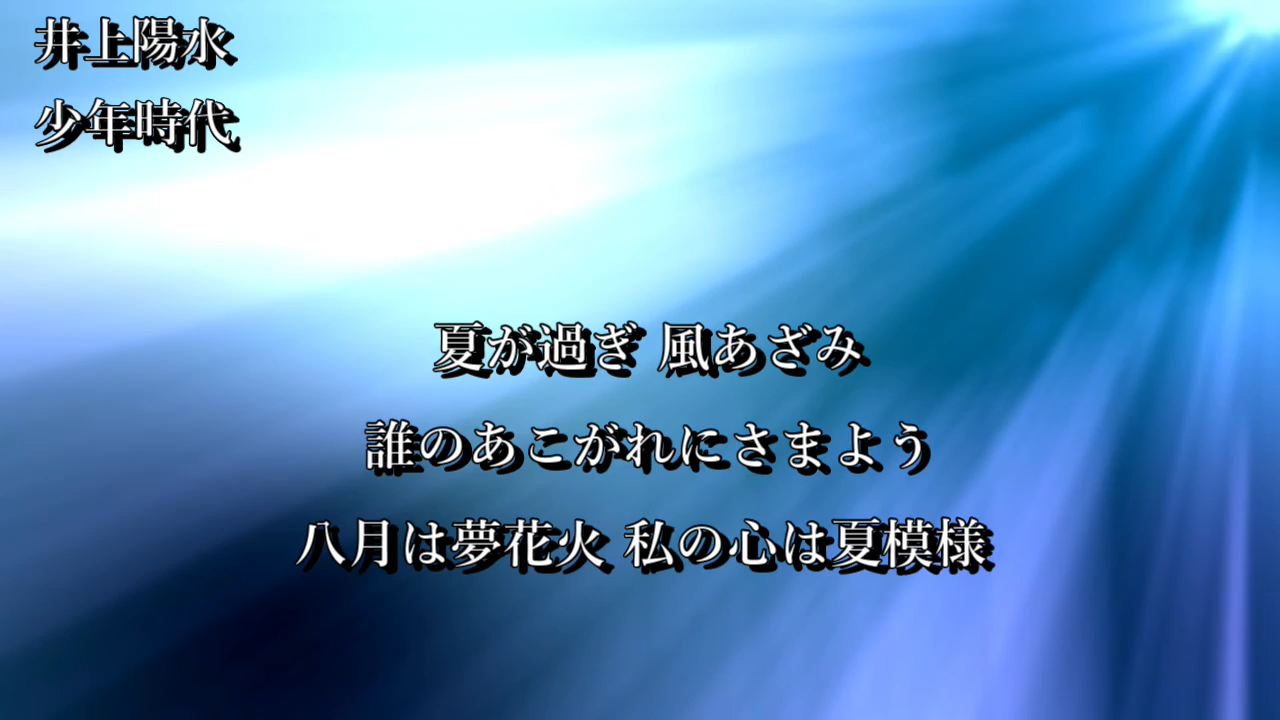 井上陽水
少年時代
夏が過ぎ 風あざみ
誰のあこがれにさまよう
八月は夢花火 私の心は夏模様